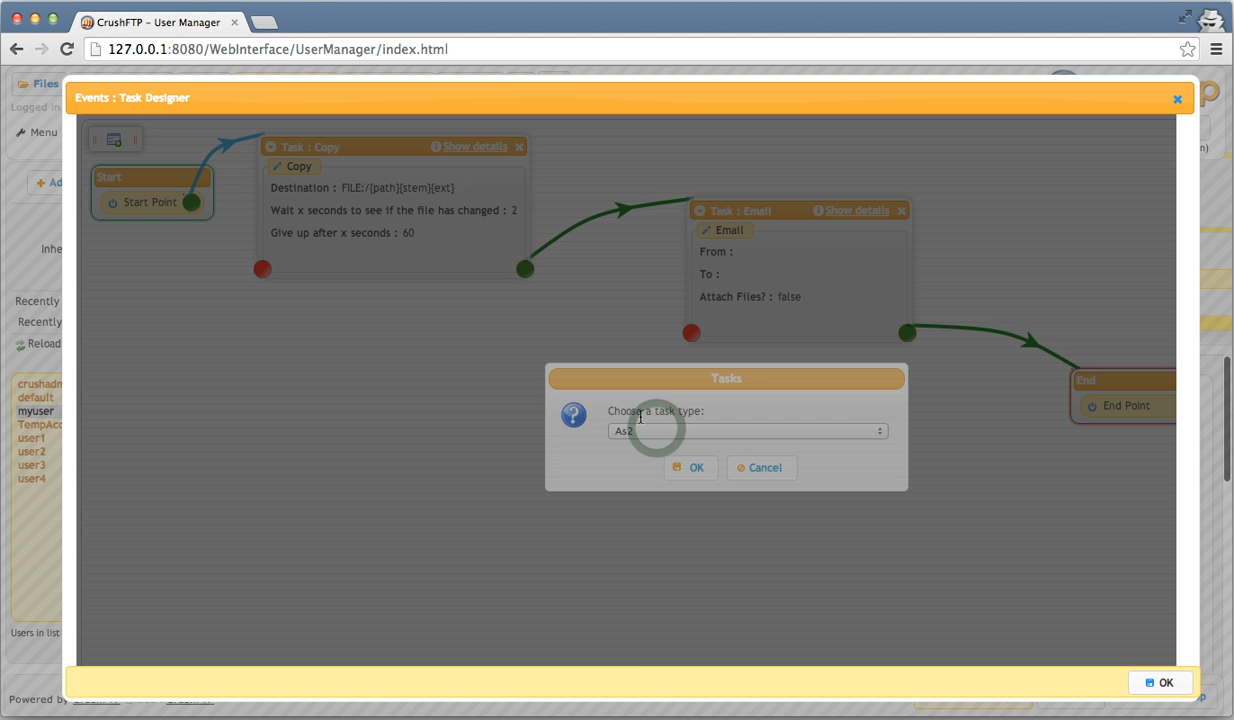 CrushFTP – User Manager
127.0.0.1:8080/WebInterface/UserManager/index.html
Files
Logged in
Menu
Events : Task Designer
Start
Start Point
Task : Copy
Show details
Copy
Destination : FILE:/{path}{stem}{ext}
Wait x seconds to see if the file has changed : 2
Give up after x seconds : 60
Task : Email
Show details
Email
From :
To :
Attach Files? : false
End
End Point
Tasks
Choose a task type:
As2
OK
Cancel
Recently
Recently
Reload
crushadm
default
myuser
TempAcc
user1
user2
user3
user4
Users in list
Powered by
OK